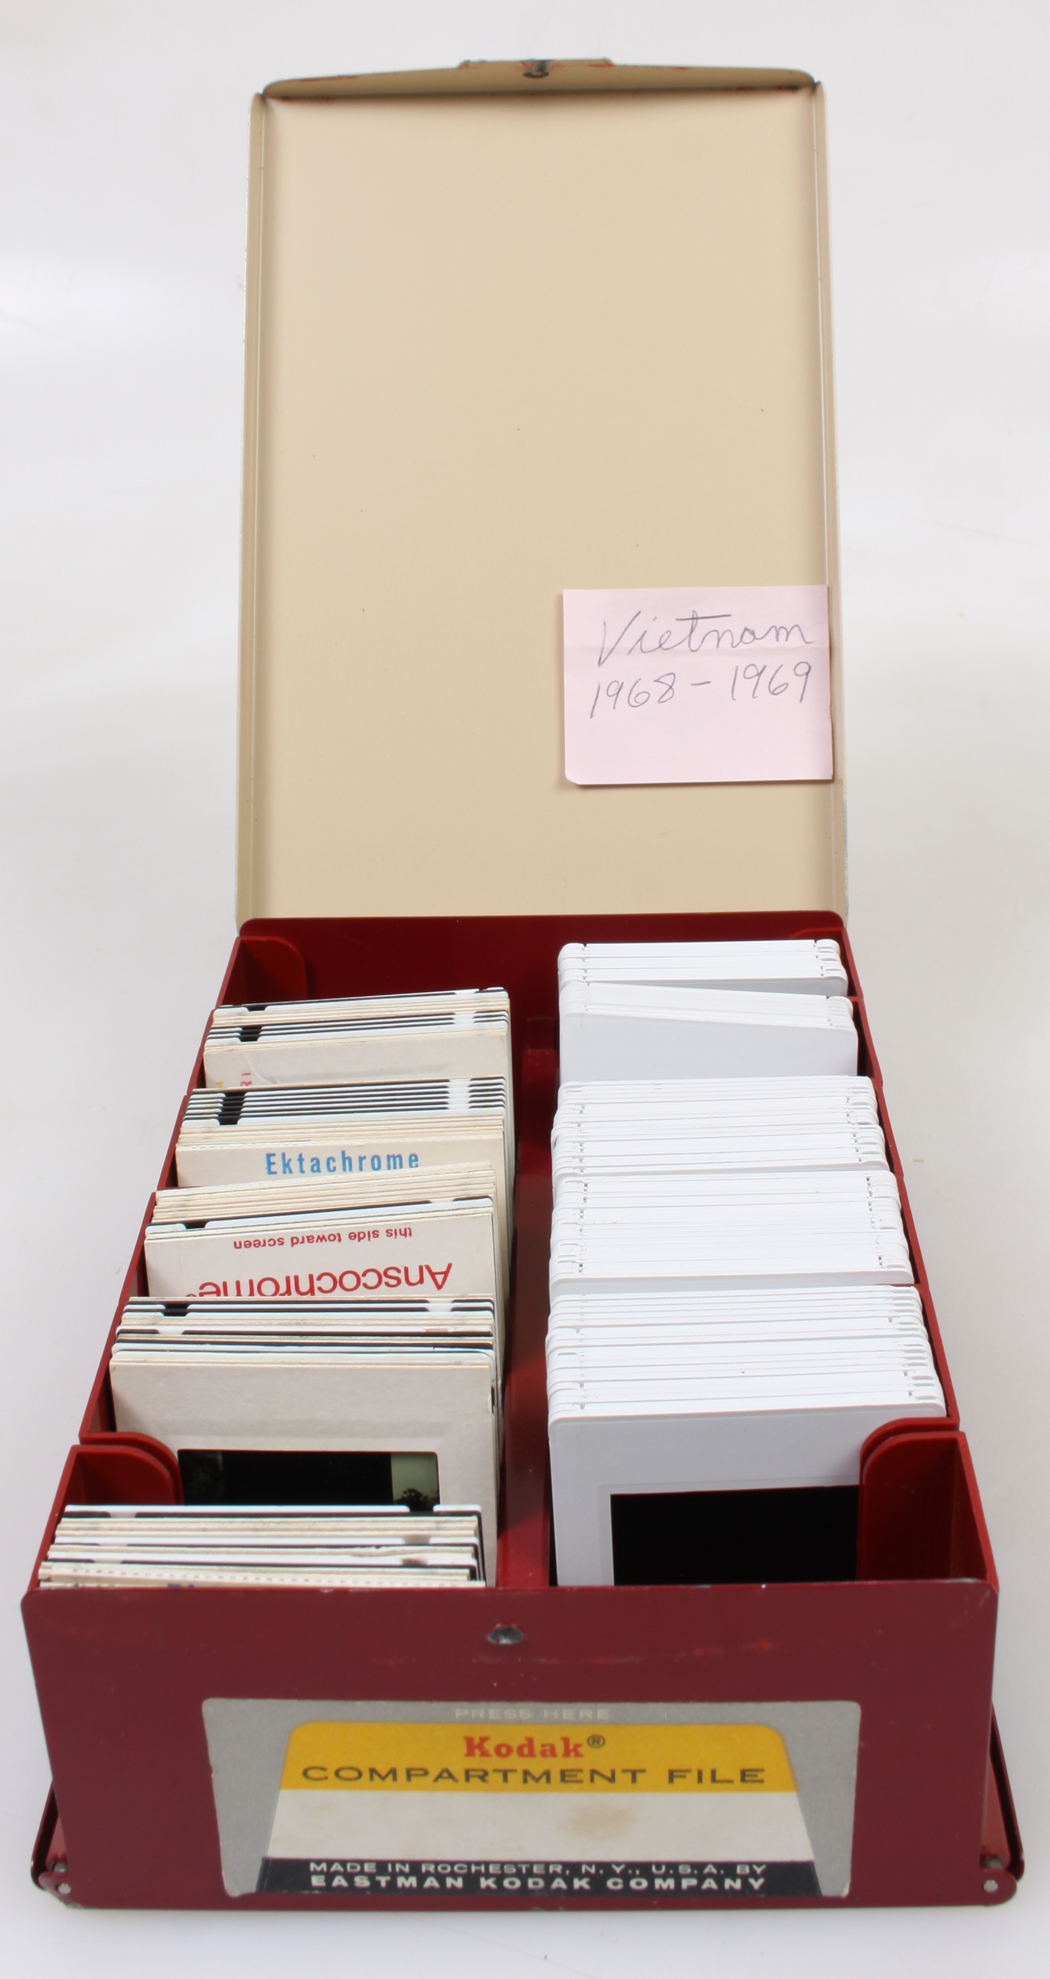 Vietnam
1968 - 1969
Ektachrome
this side toward screen
Anscochrome
PRESS HERE
Kodak®
COMPARTMENT FILE
MADE IN ROCHESTER, N. Y., U. S. A. BY
EASTMAN KODAK COMPANY